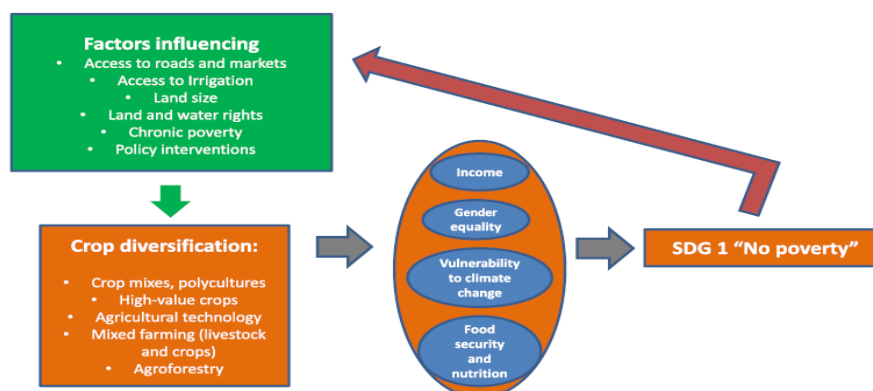 Factors influencing
• Access to roads and markets
• Access to Irrigation
• Land size
• Land and water rights
• Chronic poverty
• Policy interventions
Crop diversification:
• Crop mixes, polycultures
• High-value crops
• Agricultural technology
• Mixed farming (livestock
and crops)
• Agroforestry
Income
Gender
equality
Vulnerability
to climate
change
Food
security
and
nutrition
SDG 1 “No poverty”